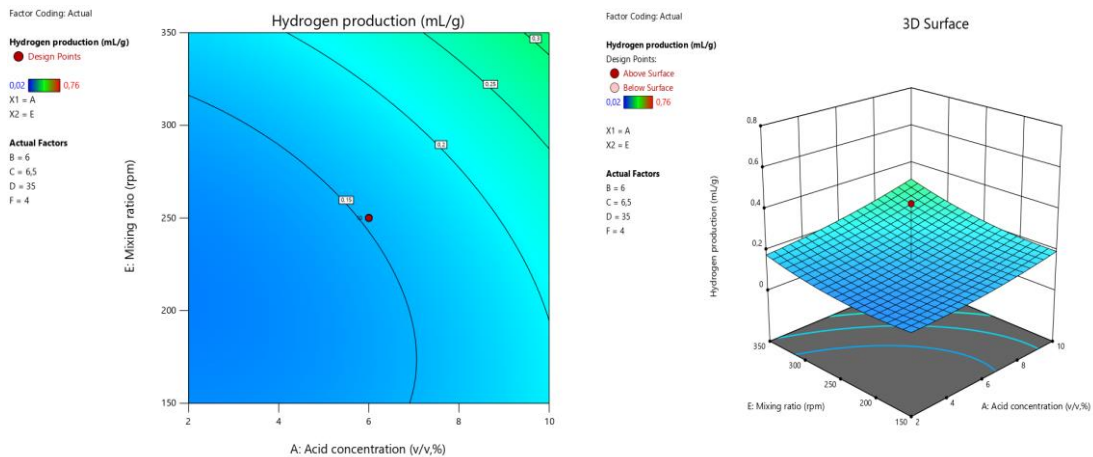 Factor Coding: Actual
Hydrogen production (mL/g)
Design Points
0,02 0,76
X1 = A
X2 = E
Actual Factors
B = 6
C = 6,5
D = 35
F = 4
Hydrogen production (mL/g)
350
300
250
200
150
E: Mixing ratio (rpm)
0.3
0.25
0.2
0.15
6
2 4 6 8 10
A: Acid concentration (v/v,%)
Factor Coding: Actual
Hydrogen production (mL/g)
Design Points:
Above Surface
Below Surface
0,02 0,76
X1 = A
X2 = E
Actual Factors
B = 6
C = 6,5
D = 35
F = 4
3D Surface
0.8
0.6
0.4
0.2
0
Hydrogen production (mL/g)
350
300
250
200
150
E: Mixing ratio (rpm)
2
4
6
8
10
A: Acid concentration (v/v,%)